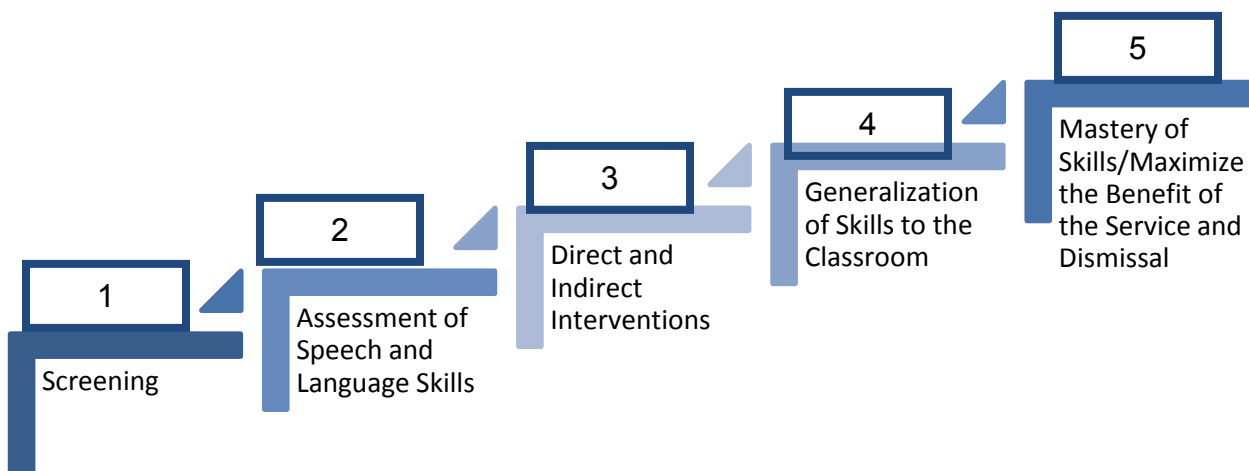 1
Screening
2
Assessment of
Speech and
Language Skills
3
Direct and
Indirect
Interventions
4
Generalization
of Skills to the
Classroom
5
Mastery of
Skills/Maximize
the Benefit of
the Service and
Dismissal